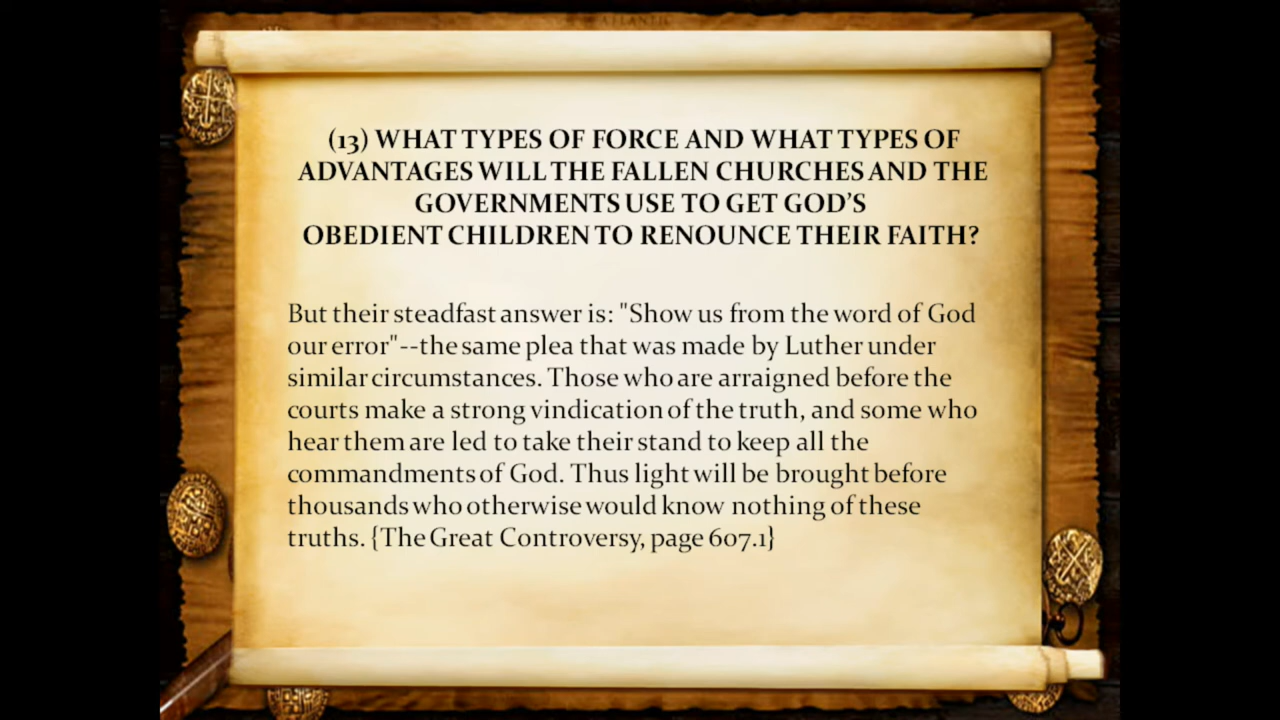 ATLANTIC
(13) WHAT TYPES OF FORCE AND WHAT TYPES OF
ADVANTAGES WILL THE FALLEN CHURCHES AND THE
GOVERNMENTS USE TO GET GOD'S
OBEDIENT CHILDREN TO RENOUNCE THEIR FAITH?
But their steadfast answer is: "Show us from the word of God
our error"--the same plea that was made by Luther under
similar circumstances. Those who are arraigned before the
courts make a strong vindication of the truth, and some who
hear them are led to take their stand to keep all the
commandments of God. Thus light will be brought before
thousands who otherwise would know nothing of these
truths. {The Great Controversy, page 607.1}